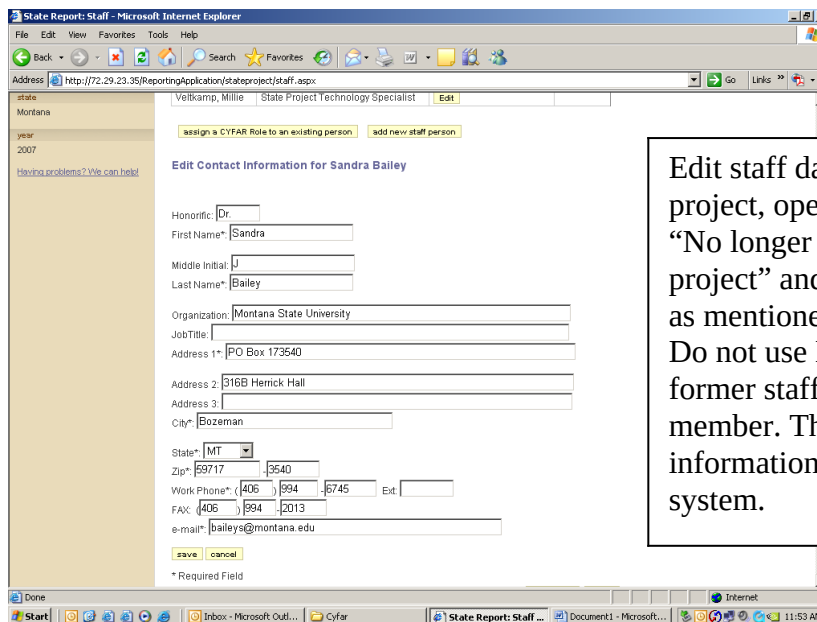 State Report: Staff - Microsoft Internet Explorer
File Edit View Favorites Tools Help
Back Search Favorites
Address http://72.29.23.35/ReportingApplication/stateproject/staff.aspx Go Links »
state
Montana
year
2007
Having problems? We can help!
Veltkamp, Millie State Project Technology Specialist Edit
assign a CYFAR Role to an existing person add new staff person
Edit Contact Information for Sandra Bailey
Honorific: Dr.
First Name*: Sandra
Middle Initial: J
Last Name*: Bailey
Organization: Montana State University
JobTitle:
Address 1*: PO Box 173540
Address 2: 316B Herrick Hall
Address 3:
City*: Bozeman
State*: MT
Zip*: 59717 -3540
Work Phone*: ( 406 ) 994 -6745 Ext:
FAX: (406 ) 994 -2013
e-mail*: baileys@montana.edu
save cancel
* Required Field
Edit staff da
project, ope
“No longer
project” and
as mentione
Do not use
former staff
member. Th
information
system.
Done Internet
Start Inbox - Microsoft Outl... Cyfar State Report: Staff ... Document1 - Microsoft... 11:53 AM